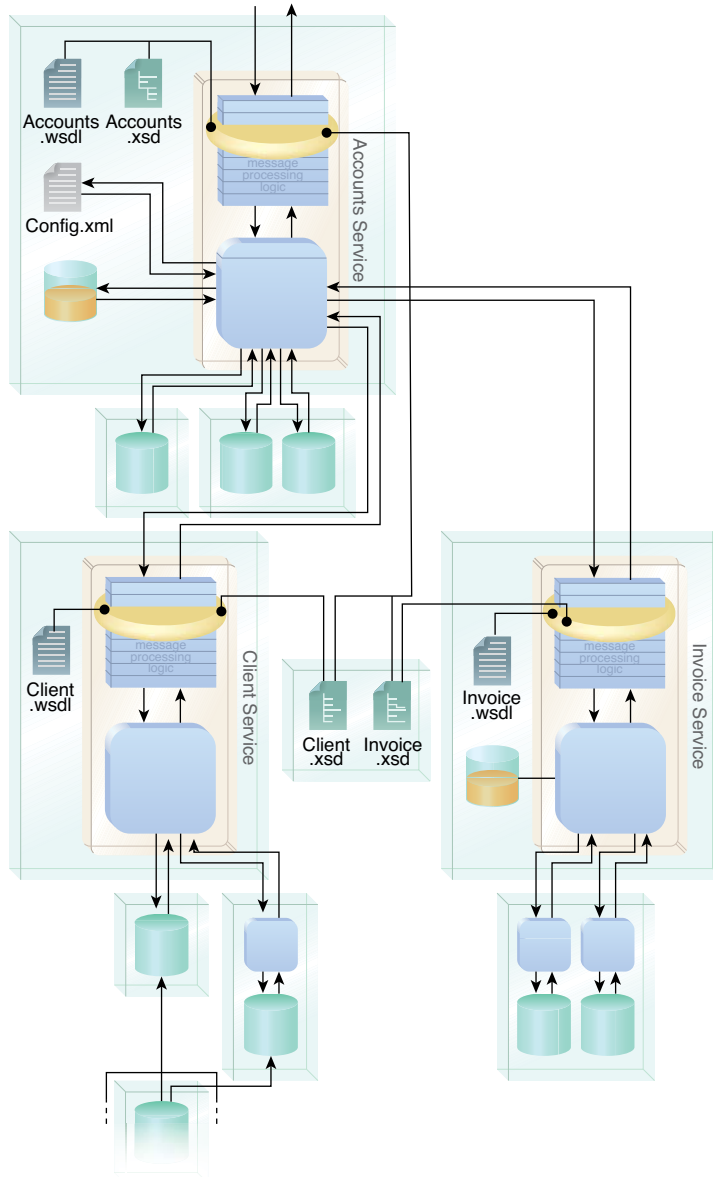 Accounts
.wsdl
Accounts
.xsd
message
processing
logic
Accounts Service
Config.xml
message
processing
logic
Client Service
Client
.wsdl
Client
.xsd
Invoice
.xsd
message
processing
logic
Invoice Service
Invoice
.wsdl